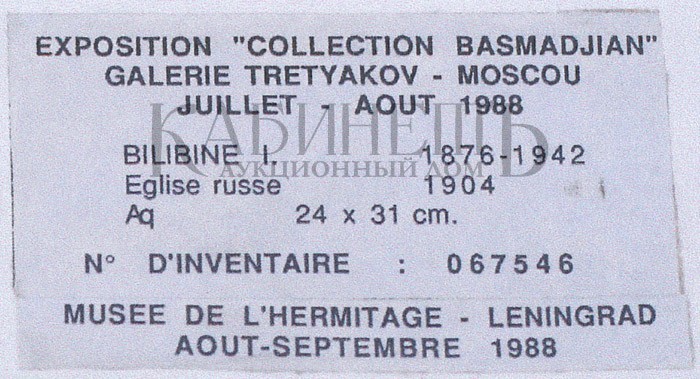 EXPOSITION "COLLECTION BASMADJIAN"
GALERIE TRETYAKOV - MOSCOU
JUILLET - AOUT 1988
КАБИНЕТЪ
АУКЦИОННЫЙ ДОМ
BILIBINE I. 1876-1942
Eglise russe 1904
Aq 24 x 31 cm.
N° D'INVENTAIRE : 067546
MUSEE DE L'HERMITAGE - LENINGRAD
AOUT-SEPTEMBRE 1988